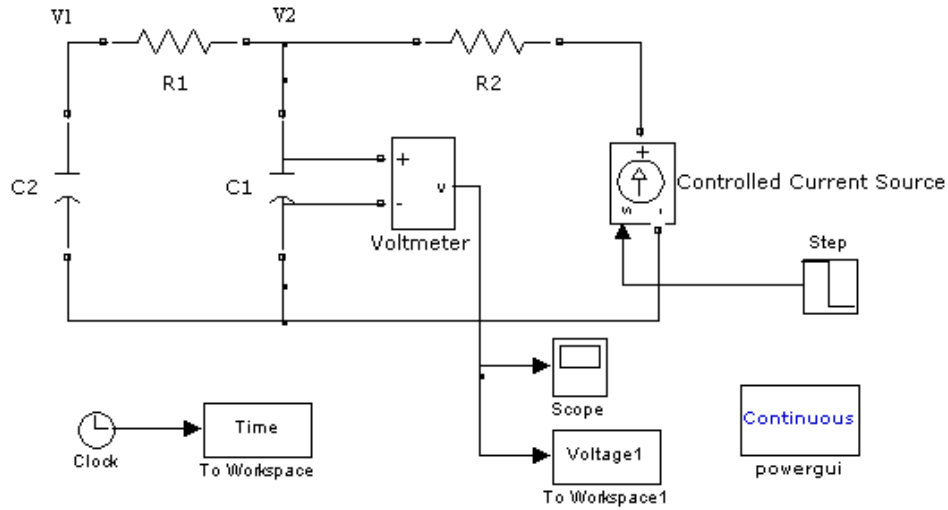 V1
V2
R1
R2
C2
C1
+
v
-
Voltmeter
+
s
-
Controlled Current Source
Step
Scope
Clock
Time
To Workspace
Voltage1
To Workspace1
Continuous
powergui